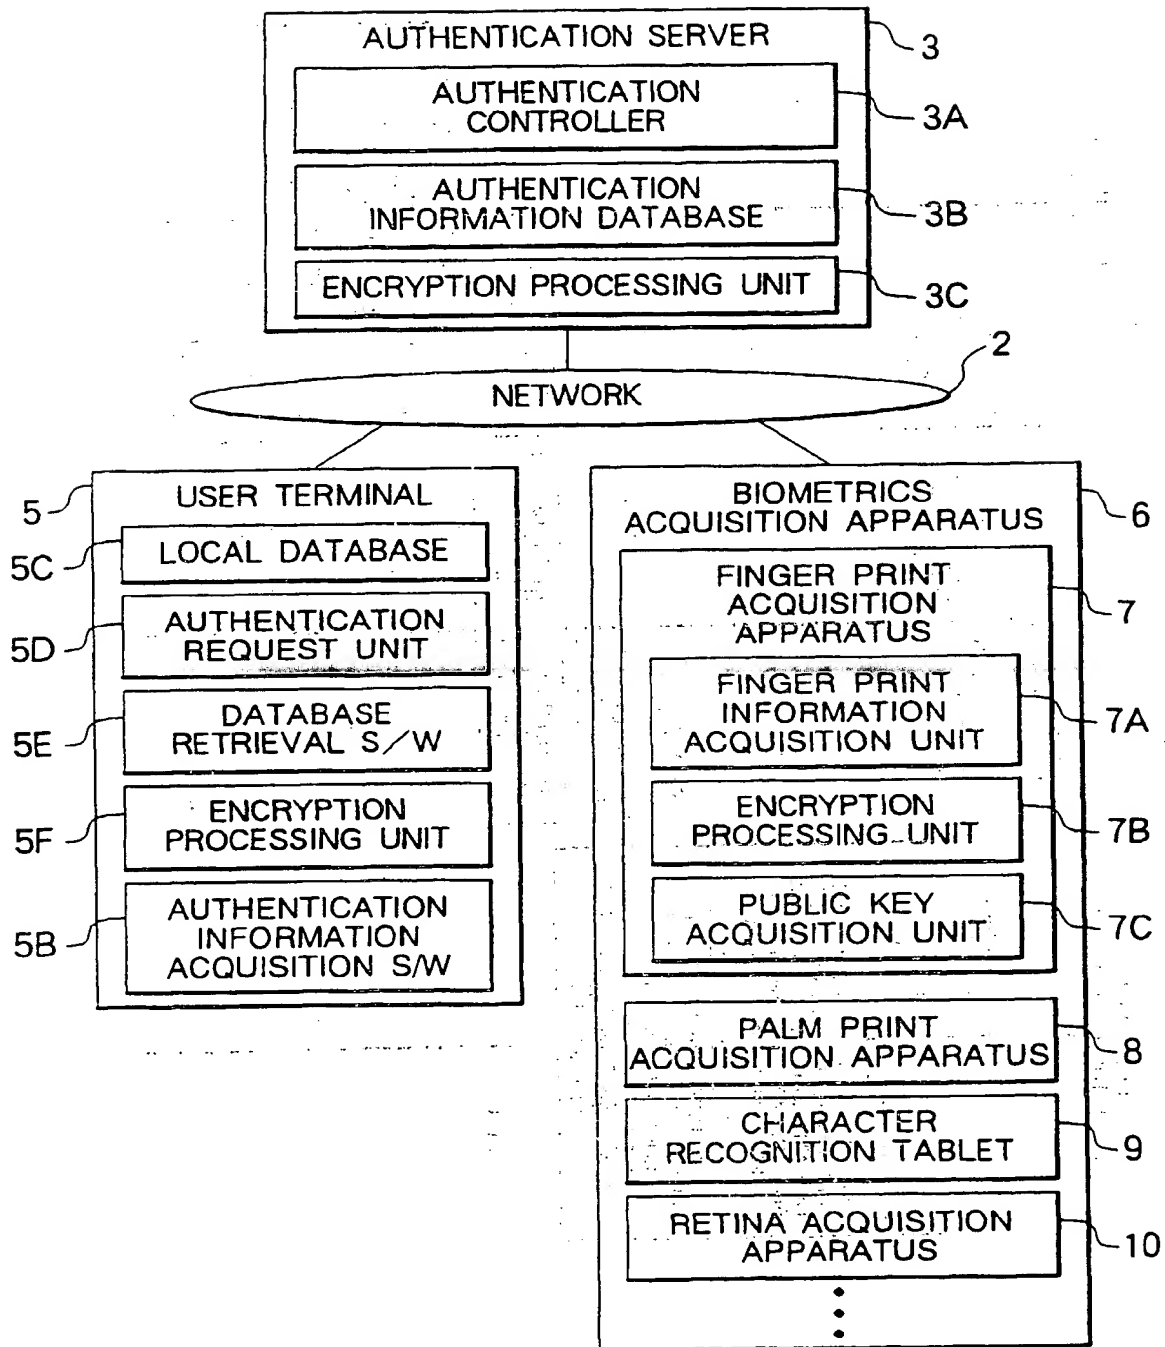 AUTHENTICATION SERVER
3
AUTHENTICATION
CONTROLLER
3A
AUTHENTICATION
INFORMATION DATABASE
3B
ENCRYPTION PROCESSING UNIT
3C
2
NETWORK
5
USER TERMINAL
5C
LOCAL DATABASE
5D
AUTHENTICATION
REQUEST UNIT
5E
DATABASE
RETRIEVAL S/W
5F
ENCRYPTION
PROCESSING UNIT
5B
AUTHENTICATION
INFORMATION
ACQUISITION S/W
BIOMETRICS
ACQUISITION APPARATUS
6
FINGER PRINT
ACQUISITION
APPARATUS
7
FINGER PRINT
INFORMATION
ACQUISITION UNIT
7A
ENCRYPTION
PROCESSING UNIT
7B
PUBLIC KEY
ACQUISITION UNIT
7C
PALM PRINT
ACQUISITION APPARATUS
8
CHARACTER
RECOGNITION TABLET
9
RETINA ACQUISITION
APPARATUS
10